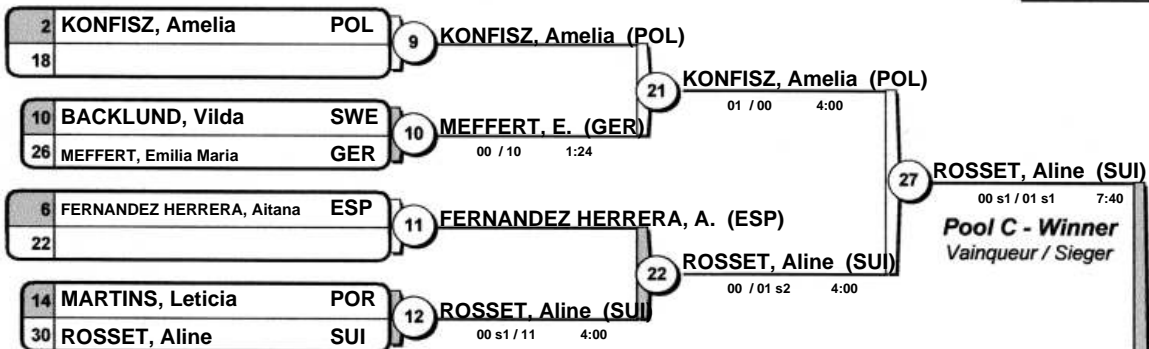 2 KONFISZ, Amelia POL
18
9
KONFISZ, Amelia (POL)
10 BACKLUND, Vilda SWE
26 MEFFERT, Emilia Maria GER
10
MEFFERT, E. (GER)
00 / 10 1:24
21
KONFISZ, Amelia (POL)
01 / 00 4:00
6 FERNANDEZ HERRERA, Aitana ESP
22
11
FERNANDEZ HERRERA, A. (ESP)
14 MARTINS, Leticia POR
30 ROSSET, Aline SUI
12
ROSSET, Aline (SUI)
00 s1 / 11 4:00
22
ROSSET, Aline (SUI)
00 / 01 s2 4:00
27
ROSSET, Aline (SUI)
00 s1 / 01 s1 7:40
Pool C - Winner
Vainqueur / Sieger